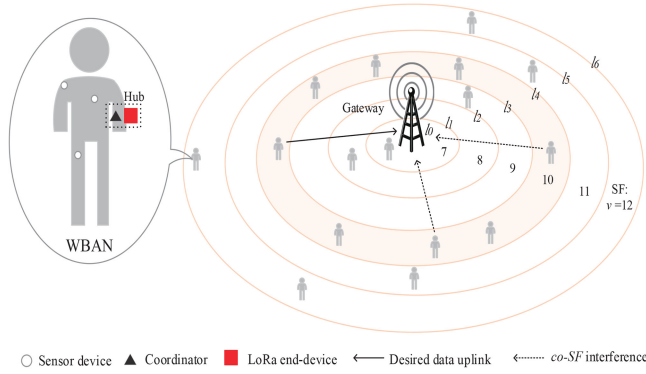 Hub
WBAN
Gateway
l0
l1
l2
l3
l4
l5
l6
7
8
9
10
11
SF:
v =12
Sensor device
Coordinator
LoRa end-device
Desired data uplink
co-SF interference